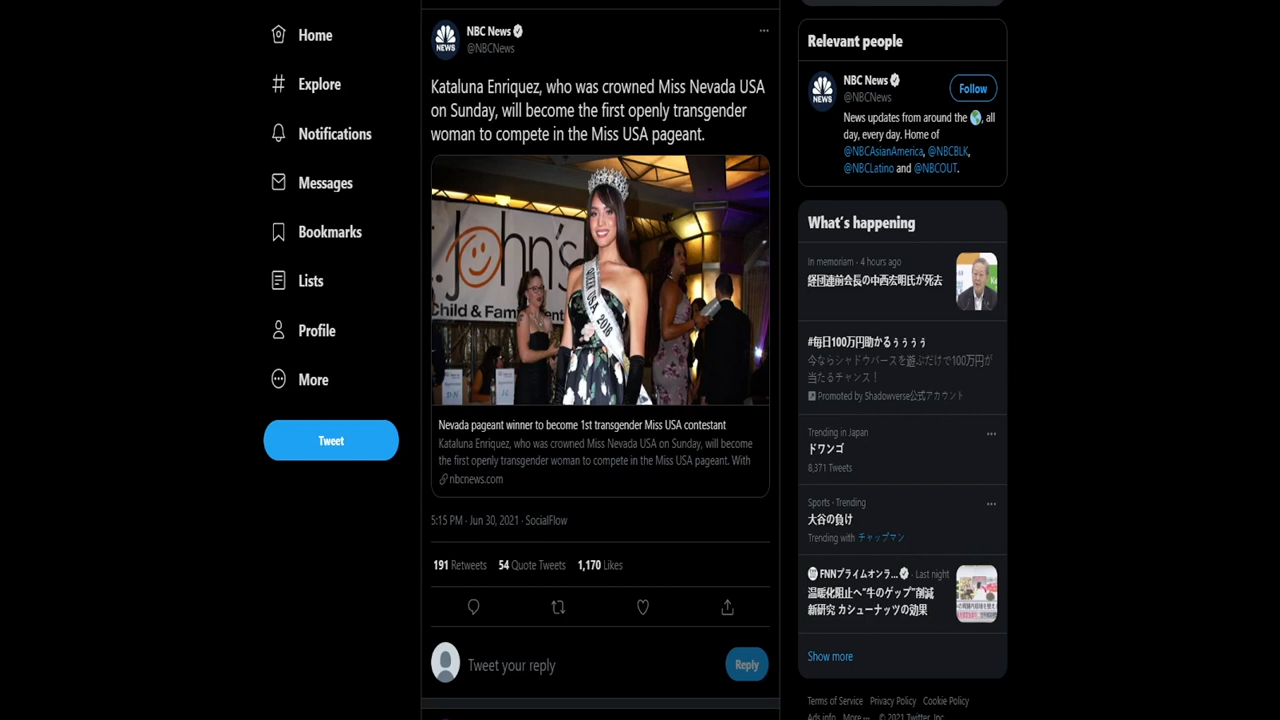 Home
Explore
Notifications
Messages
Bookmarks
Lists
Profile
More
Tweet
NEWS
NBC News
@NBCNews
Kataluna Enriquez, who was crowned Miss Nevada USA
on Sunday, will become the first openly transgender
woman to compete in the Miss USA pageant.
John's
Child & Fam
USA 2016
Nevada pageant winner to become 1st transgender Miss USA contestant
Kataluna Enriquez, who was crowned Miss Nevada USA on Sunday, will become
the first openly transgender woman to compete in the Miss USA pageant. With
nbcnews.com
5:15 PM · Jun 30, 2021 · SocialFlow
191 Retweets 54 Quote Tweets 1,170 Likes
Tweet your reply
Reply
Relevant people
NEWS
NBC News
@NBCNews
Follow
News updates from around the 🌎, all
day, every day. Home of
@NBCAsianAmerica, @NBCBLK,
@NBCLatino and @NBCOUT.
What's happening
In memoriam · 4 hours ago
経団連前会長の中西宏明氏が死去
#毎日100万円助かるぅぅぅぅ
今ならシャドウバースを遊ぶだけで100万円が
当たるチャンス！
Promoted by Shadowverse公式アカウント
Trending in Japan
ドワンゴ
8,371 Tweets
Sports · Trending
大谷の負け
Trending with チャップマン
FNNプライムオンラ... · Last night
温暖化阻止へ“牛のゲップ”削減
新研究 カシューナッツの効果
Show more
Terms of Service Privacy Policy Cookie Policy
Ads info More ··· © 2021 Twitter, Inc.